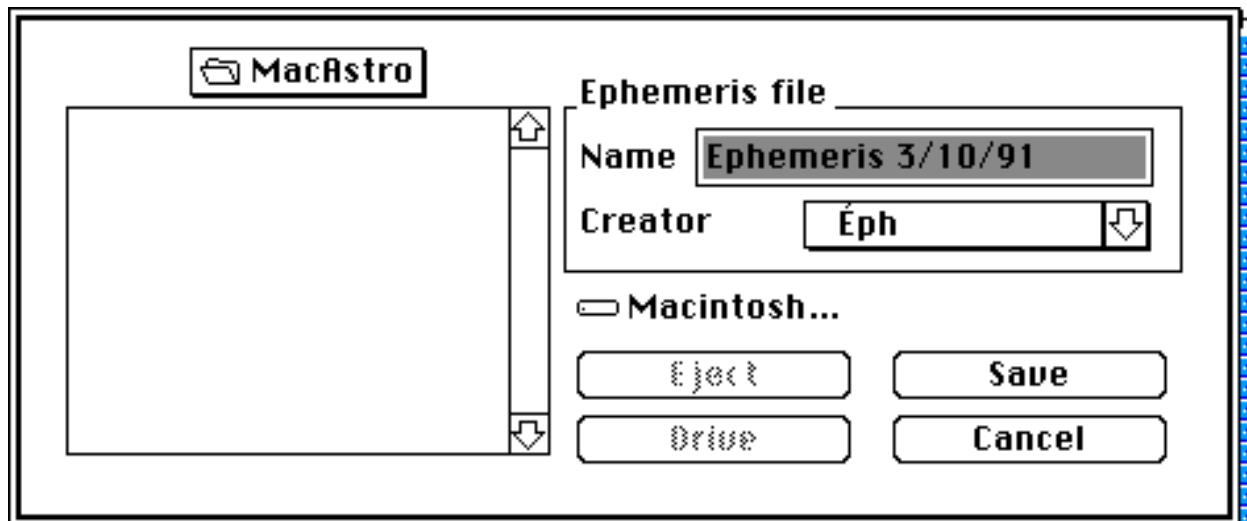 MacAstro
Ephemeris file
Name Ephemeris 3/10/91
Creator Éph
Macintosh...
Eject Save
Drive Cancel